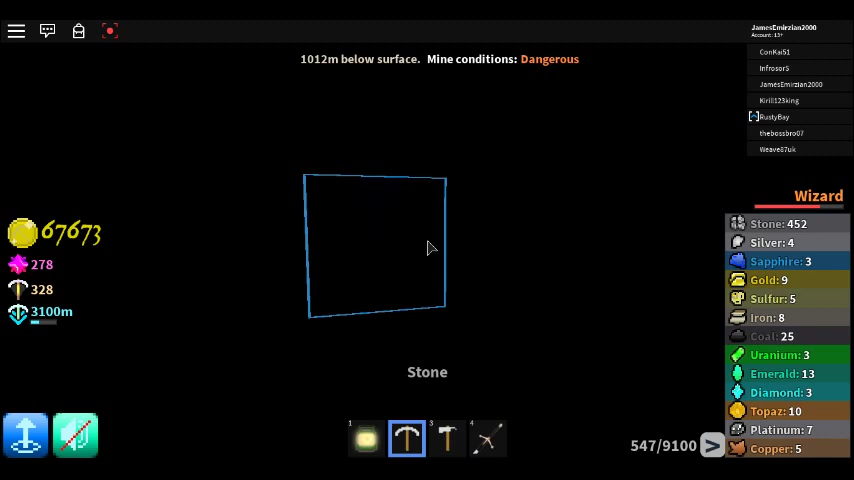 JamesEmirzian2000
Account: 13+
1012m below surface. Mine conditions: Dangerous
ConKai51
Infrosor5
JamesEmirzian2000
Kirill123king
RustyBay
thebossbro07
Weave87uk
Wizard
67673
278
328
3100m
Stone: 452
Silver: 4
Sapphire: 3
Gold: 9
Sulfur: 5
Iron: 8
Coal: 25
Uranium: 3
Emerald: 13
Diamond: 3
Topaz: 10
Platinum: 7
Copper: 5
Stone
1
3
4
547/9100 >